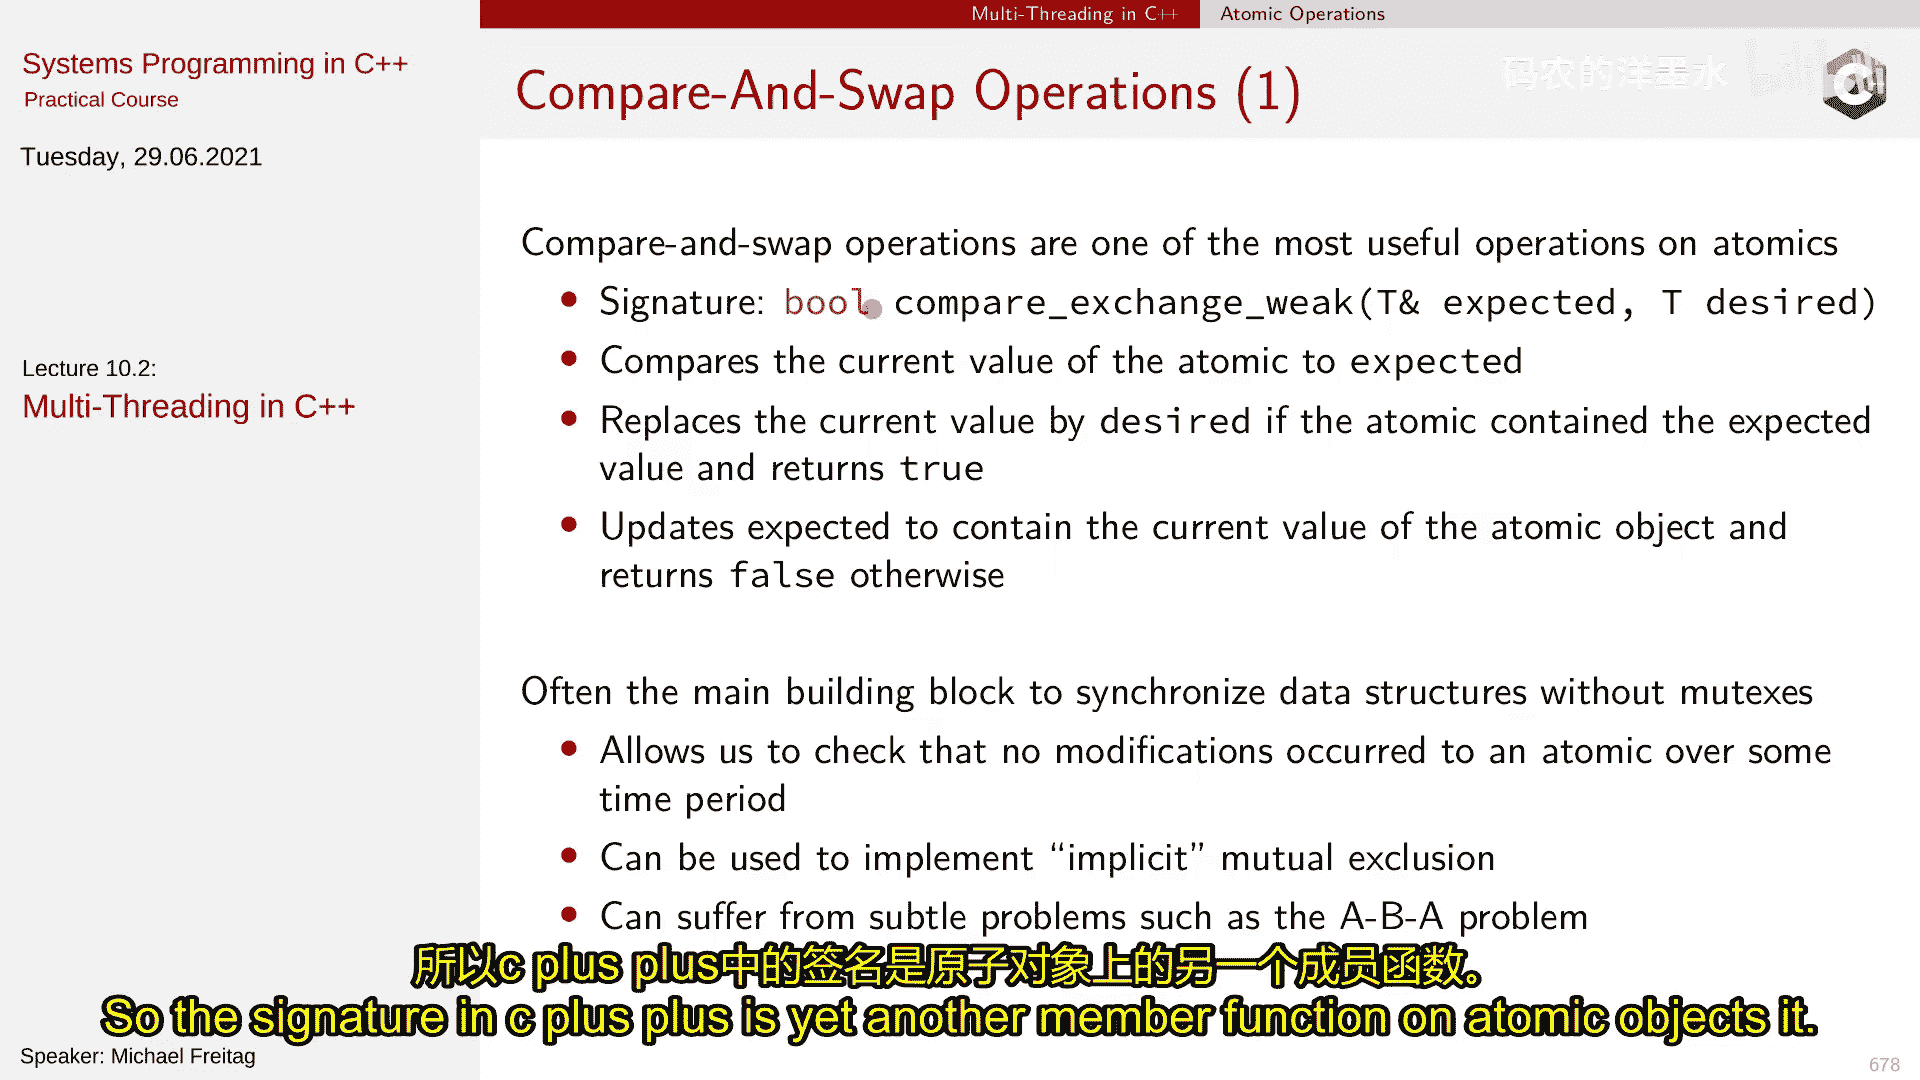 Multi-Threading in C++ Atomic Operations
Systems Programming in C++
Practical Course
Tuesday, 29.06.2021
Lecture 10.2:
Multi-Threading in C++
Compare-And-Swap Operations (1)
码农的洋墨水
Compare-and-swap operations are one of the most useful operations on atomics
• Signature: bool compare_exchange_weak(T& expected, T desired)
• Compares the current value of the atomic to expected
• Replaces the current value by desired if the atomic contained the expected
value and returns true
• Updates expected to contain the current value of the atomic object and
returns false otherwise
Often the main building block to synchronize data structures without mutexes
• Allows us to check that no modifications occurred to an atomic over some
time period
• Can be used to implement “implicit” mutual exclusion
• Can suffer from subtle problems such as the A-B-A problem
所以c plus plus中的签名是原子对象上的另一个成员函数。
So the signature in c plus plus is yet another member function on atomic objects it.
Speaker: Michael Freitag
678